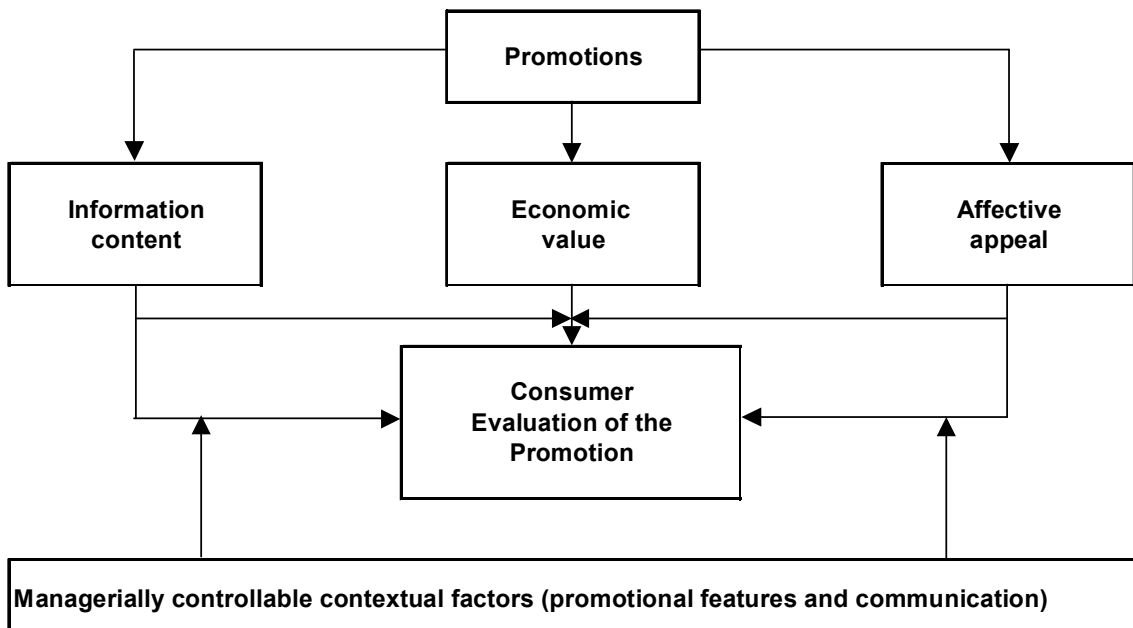 Promotions
Information
content
Economic
value
Affective
appeal
Consumer
Evaluation of the
Promotion
Managerially controllable contextual factors (promotional features and communication)